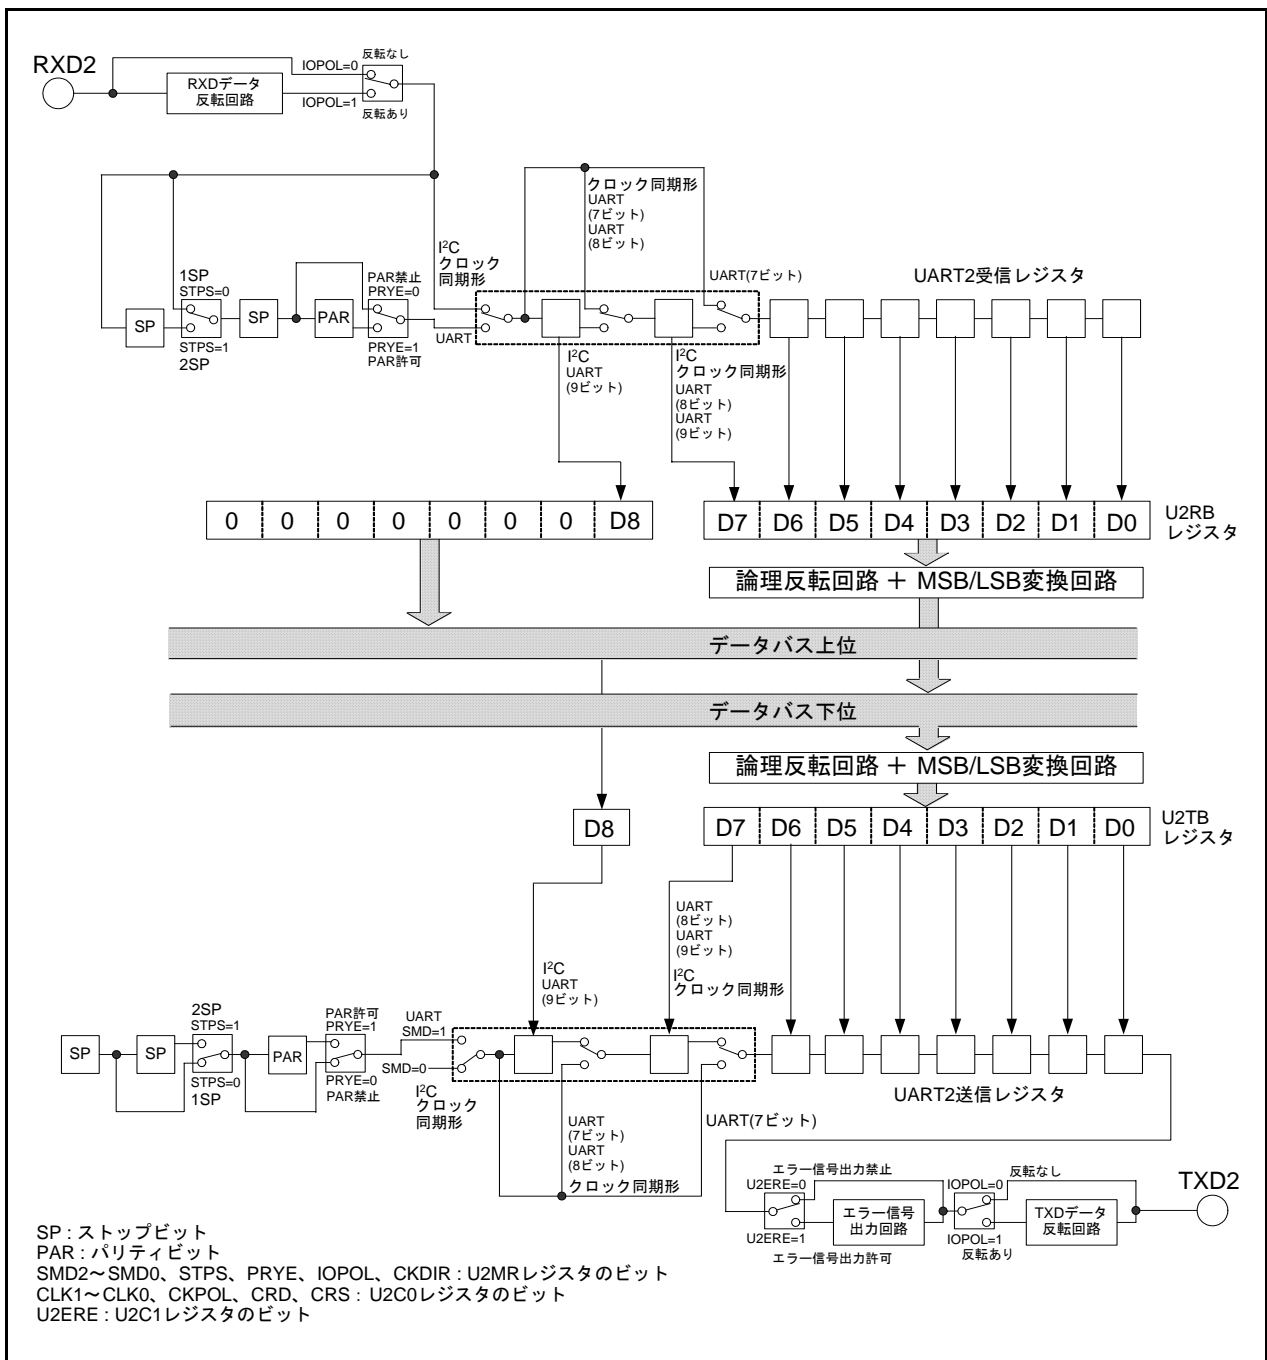 RXD2
反転なし
IOPOL=0
RXDデータ
反転回路
IOPOL=1
反転あり
クロック同期形
UART
(7ビット)
UART
(8ビット)
I²C
クロック
同期形
UART(7ビット)
UART2受信レジスタ
1SP
STPS=0
PAR禁止
PRYE=0
SP
SP
PAR
STPS=1
2SP
PRYE=1
PAR許可
UART
I²C
UART
(9ビット)
I²C
クロック同期形
UART
(8ビット)
UART
(9ビット)
0 0 0 0 0 0 0 D8
D7 D6 D5 D4 D3 D2 D1 D0
U2RB
レジスタ
論理反転回路 + MSB/LSB変換回路
データバス上位
データバス下位
論理反転回路 + MSB/LSB変換回路
D8
D7 D6 D5 D4 D3 D2 D1 D0
U2TB
レジスタ
UART
(8ビット)
UART
(9ビット)
I²C
クロック同期形
I²C
UART
(9ビット)
2SP
STPS=1
PAR許可
PRYE=1
UART
SMD=1
SP
SP
PAR
SMD=0
STPS=0
1SP
PRYE=0
PAR禁止
I²C
クロック
同期形
UART2送信レジスタ
UART
(7ビット)
UART
(8ビット)
クロック同期形
UART(7ビット)
エラー信号出力禁止
U2ERE=0
エラー信号
出力回路
U2ERE=1
エラー信号出力許可
反転なし
IOPOL=0
TXDデータ
反転回路
IOPOL=1
反転あり
TXD2
SP : ストップビット
PAR : パリティビット
SMD2～SMD0、STPS、PRYE、IOPOL、CKDIR : U2MRレジスタのビット
CLK1～CLK0、CKPOL、CRD、CRS : U2C0レジスタのビット
U2ERE : U2C1レジスタのビット